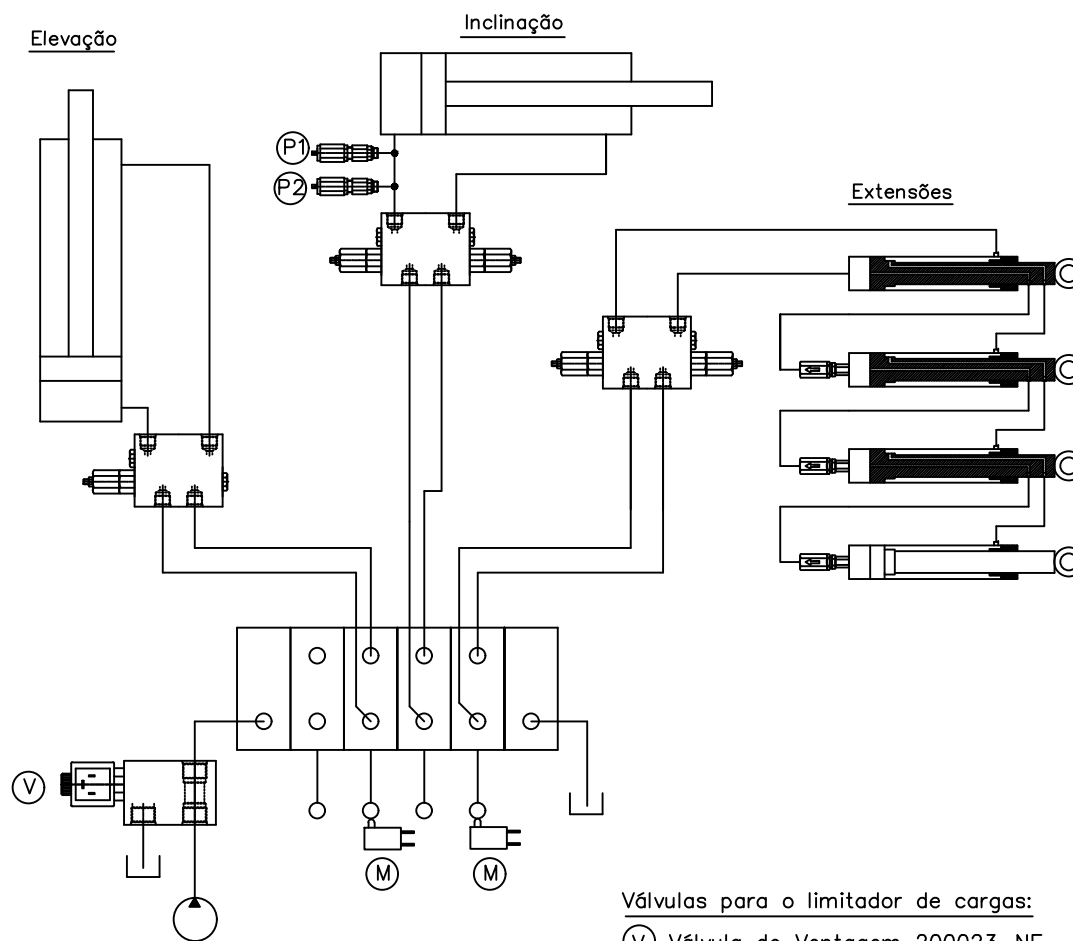 Elevação
Inclinação
P1
P2
Extensões
V
M
M
Válvulas para o limitador de cargas:
V Válvula de Ventagem 200023-NF